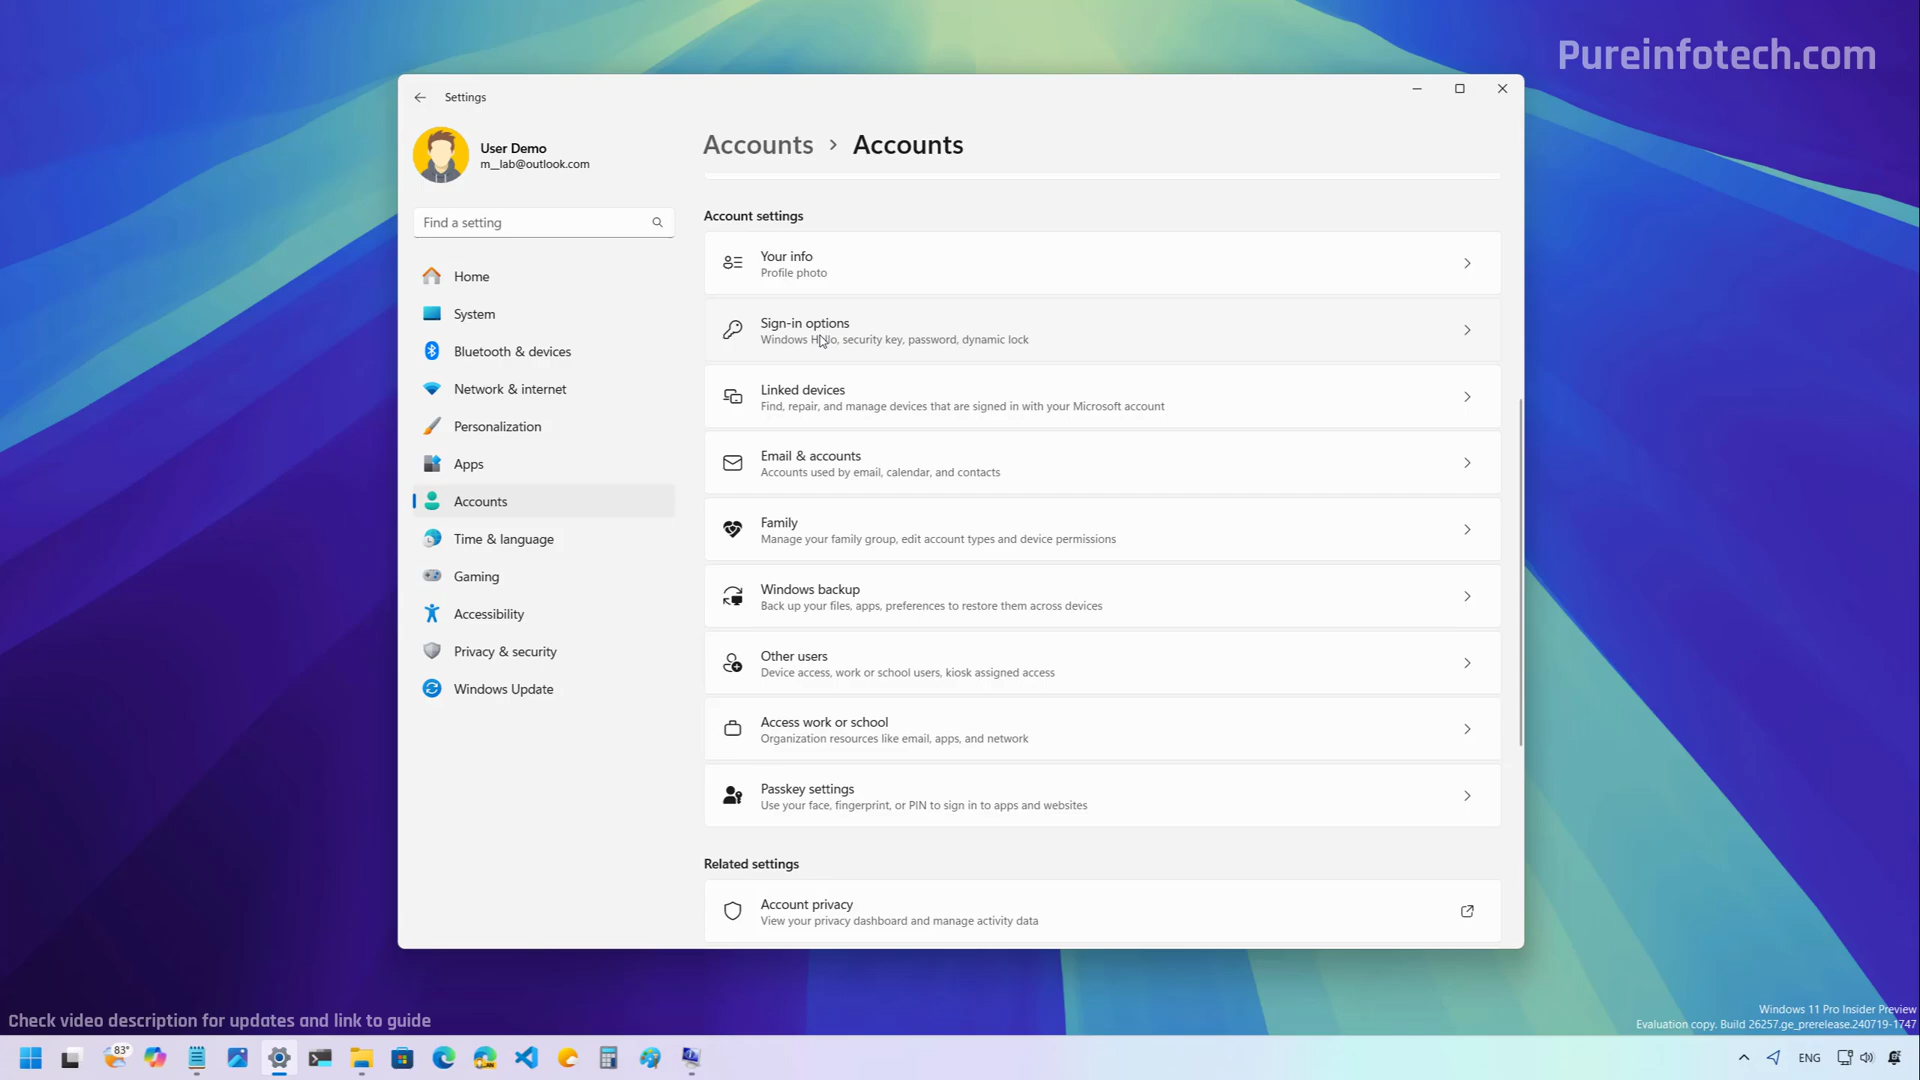 Pureinfotech.com
Settings
User Demo
m__lab@outlook.com
Find a setting
Home
System
Bluetooth & devices
Network & internet
Personalization
Apps
Accounts
Time & language
Gaming
Accessibility
Privacy & security
Windows Update
Accounts > Accounts
Account settings
Your info
Profile photo
Sign-in options
Windows Hello, security key, password, dynamic lock
Linked devices
Find, repair, and manage devices that are signed in with your Microsoft account
Email & accounts
Accounts used by email, calendar, and contacts
Family
Manage your family group, edit account types and device permissions
Windows backup
Back up your files, apps, preferences to restore them across devices
Other users
Device access, work or school users, kiosk assigned access
Access work or school
Organization resources like email, apps, and network
Passkey settings
Use your face, fingerprint, or PIN to sign in to apps and websites
Related settings
Account privacy
View your privacy dashboard and manage activity data
Check video description for updates and link to guide
Windows 11 Pro Insider Preview
Evaluation copy. Build 26257.ge_prerelease.240719-1747
83°
ENG